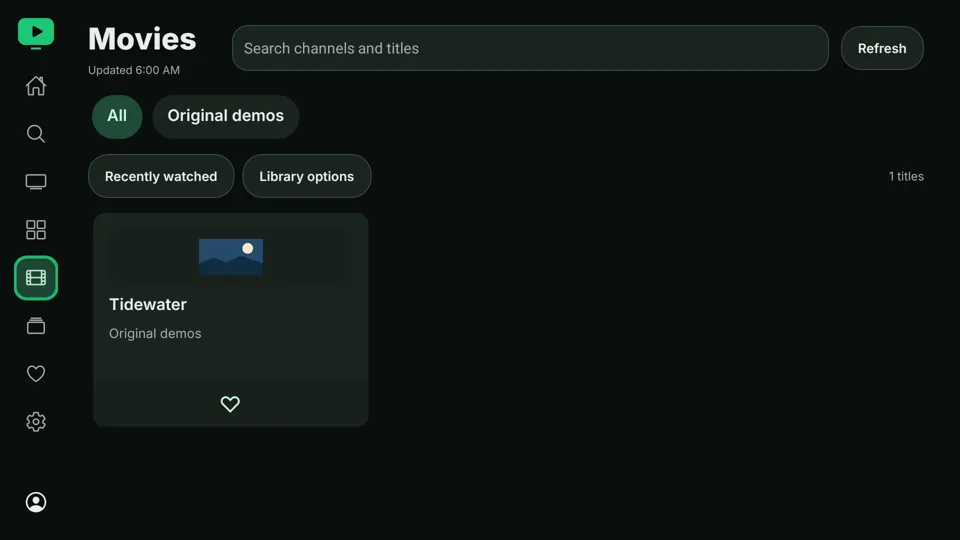 Movies
Updated 6:00 AM
Search channels and titles
Refresh
All
Original demos
Recently watched
Library options
1 titles
Tidewater
Original demos